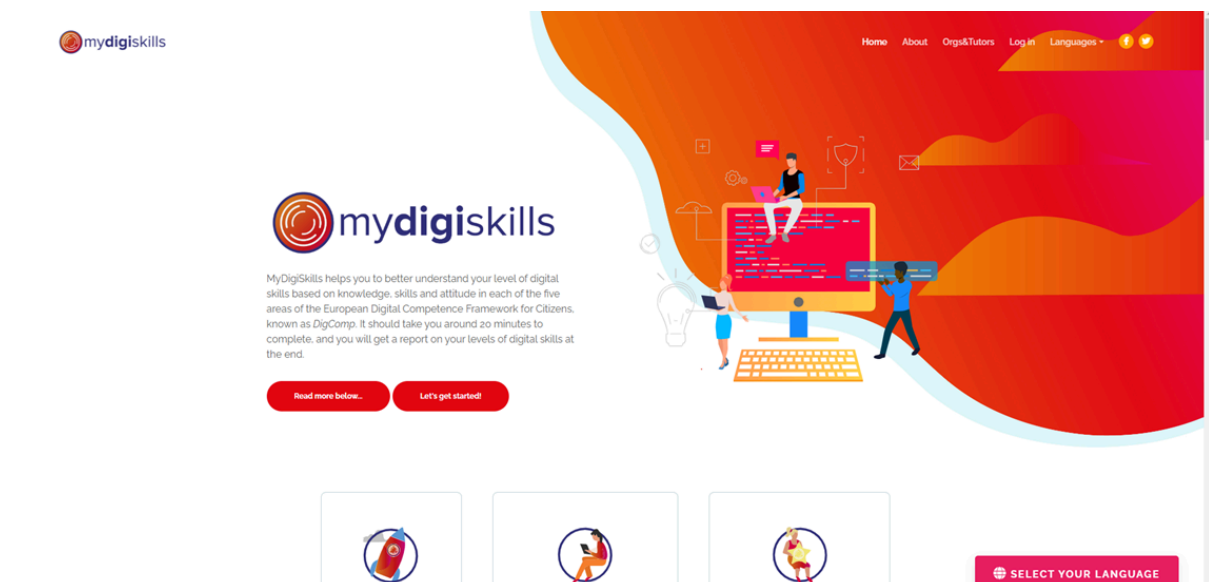 mydigiskills
Home About Orgs&Tutors Log in Languages
mydigiskills
MyDigiSkills helps you to better understand your level of digital
skills based on knowledge, skills and attitude in each of the five
areas of the European Digital Competence Framework for Citizens,
known as DigComp. It should take you around 20 minutes to
complete, and you will get a report on your levels of digital skills at
the end.
Read more below...
Let's get started!
SELECT YOUR LANGUAGE